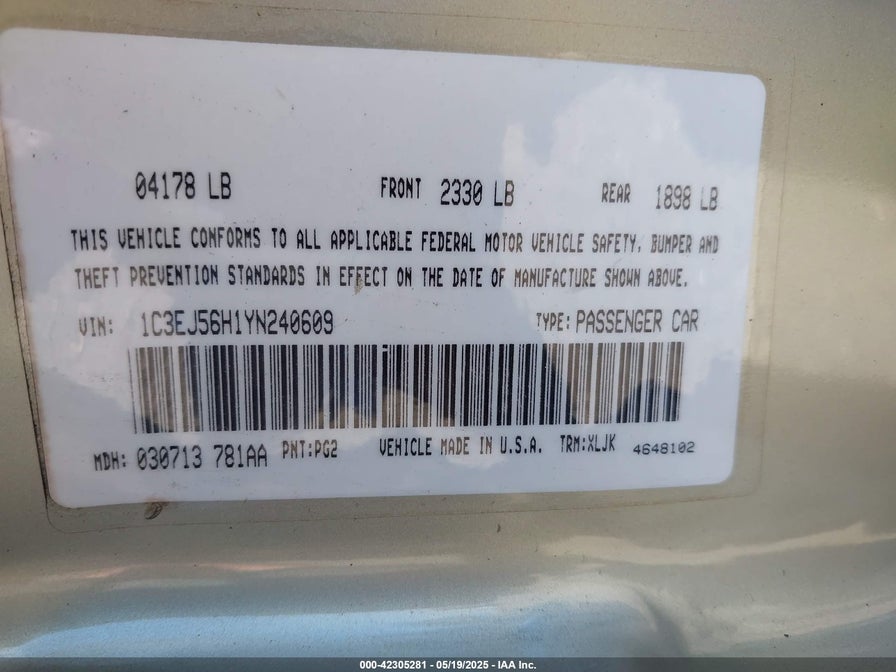 04178 LB FRONT 2330 LB REAR 1898 LB
THIS VEHICLE CONFORMS TO ALL APPLICABLE FEDERAL MOTOR VEHICLE SAFETY, BUMPER AND
THEFT PREVENTION STANDARDS IN EFFECT ON THE DATE OF MANUFACTURE SHOWN ABOVE.
VIN: 1C3EJ56H1YN240609 TYPE: PASSENGER CAR
MDH: 030713 781AA PNT:PG2 VEHICLE MADE IN U.S.A. TRM:XLJK 4648102
000-42305281 - 05/19/2025 - IAA Inc.